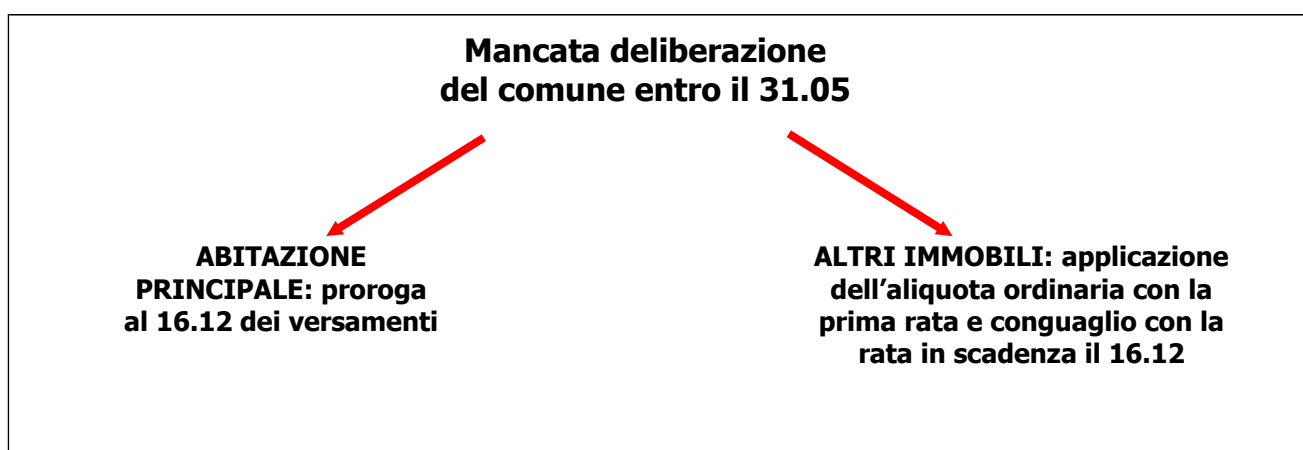 Mancata deliberazione
del comune entro il 31.05
ABITAZIONE
PRINCIPALE: proroga
al 16.12 dei versamenti
ALTRI IMMOBILI: applicazione
dell’aliquota ordinaria con la
prima rata e conguaglio con la
rata in scadenza il 16.12